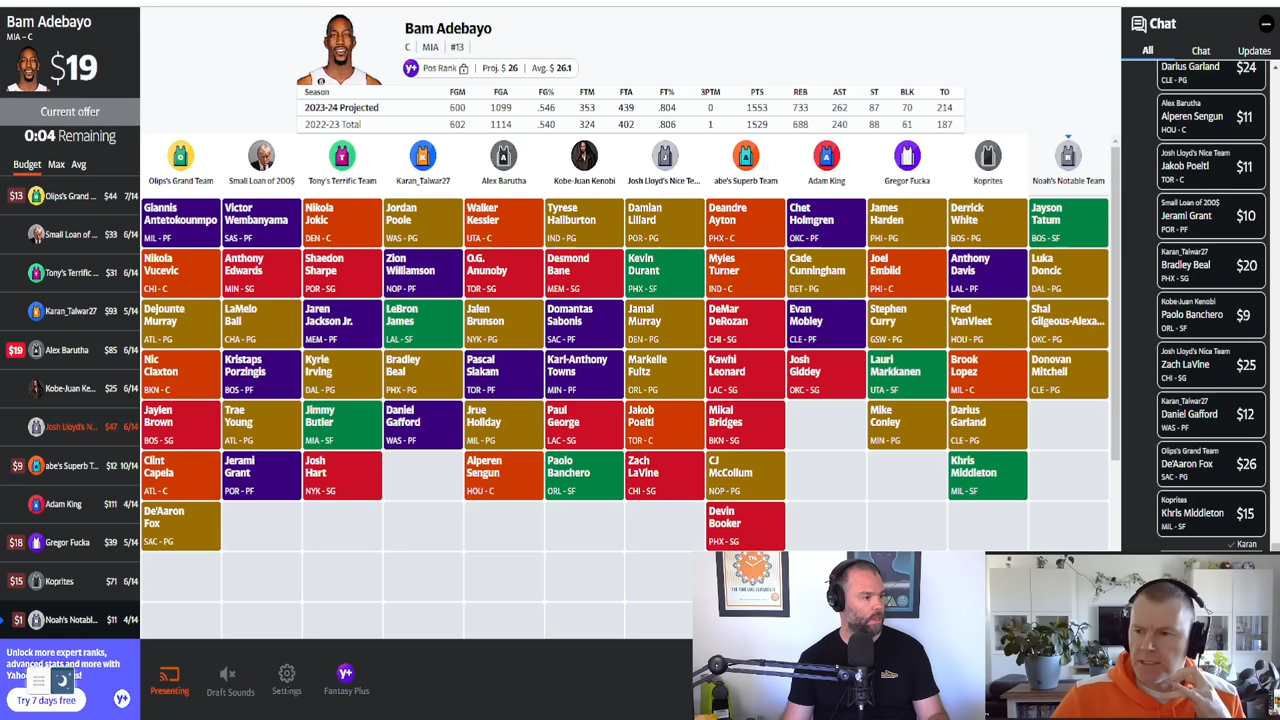 Bam Adebayo
MIA – C
$19
Current offer
0:04 Remaining
Budget Max Avg
$13 Olips's Grand ... $44 7/14
Small Loan of ... $33 6/14
Tony's Terrific ... $31 6/14
Karan_Talwar27 $93 5/14
$19 Alex Barutha $85 6/14
Kobe-Juan Ke... $25 6/14
Josh Lloyd's N... $47 6/14
$9 abe's Superb T... $12 10/14
Adam King $111 4/14
$18 Gregor Fucka $39 5/14
$15 Koprites $71 6/14
$1 Noah's Notabl... $11 4/14
Unlock more expert ranks,
advanced stats and more with
Try 7 days free
y+
Bam Adebayo
C | MIA | #13
y+ Pos Rank Proj. $ 26 Avg. $ 26.1
Season FGM FGA FG% FTM FTA FT% 3PTM PTS REB AST ST BLK TO
2023-24 Projected 600 1099 .546 353 439 .804 0 1553 733 262 87 70 214
2022-23 Total 602 1114 .540 324 402 .806 1 1529 688 240 88 61 187
O T K A J A A N
Olips's Grand Team Small Loan of 200$ Tony's Terrific Team Karan_Talwar27 Alex Barutha Kobe-Juan Kenobi Josh Lloyd's Nice Te... abe's Superb Team Adam King Gregor Fucka Koprites Noah's Notable Team
Giannis Victor Nikola Jordan Walker Tyrese Damian Deandre Chet James Derrick Jayson
Antetokounmpo Wembanyama Jokic Poole Kessler Haliburton Lillard Ayton Holmgren Harden White Tatum
MIL - PF SAS - PF DEN - C WAS - PG UTA - C IND - PG POR - PG PHX - C OKC - PF PHI - PG BOS - PG BOS - SF
Nikola Anthony Shaedon Zion O.G. Desmond Kevin Myles Cade Joel Anthony Luka
Vucevic Edwards Sharpe Williamson Anunoby Bane Durant Turner Cunningham Embiid Davis Doncic
CHI - C MIN - SG POR - SG NOP - PF TOR - SG MEM - SG PHX - SF IND - C DET - PG PHI - C LAL - PF DAL - PG
Dejounte LaMelo Jaren LeBron Jalen Domantas Jamal DeMar Evan Stephen Fred Shai
Murray Ball Jackson Jr. James Brunson Sabonis Murray DeRozan Mobley Curry VanVleet Gilgeous-Alexa...
ATL - PG CHA - PG MEM - PF LAL - SF NYK - PG SAC - PF DEN - PG CHI - SG CLE - PF GSW - PG HOU - PG OKC - PG
Nic Kristaps Kyrie Bradley Pascal Karl-Anthony Markelle Kawhi Josh Lauri Brook Donovan
Claxton Porzingis Irving Beal Siakam Towns Fultz Leonard Giddey Markkanen Lopez Mitchell
BKN - C BOS - PF DAL - PG PHX - PG TOR - PF MIN - PF ORL - PG LAC - SG OKC - SG UTA - SF MIL - C CLE - PG
Jaylen Trae Jimmy Daniel Jrue Paul Jakob Mikal Mike Darius
Brown Young Butler Gafford Holiday George Poeltl Bridges Conley Garland
BOS - SG ATL - PG MIA - SF WAS - PF MIL - PG LAC - SG TOR - C BKN - SG MIN - PG CLE - PG
Clint Jerami Josh Alperen Paolo Zach CJ Khris
Capela Grant Hart Sengun Banchero LaVine McCollum Middleton
ATL - C POR - PF NYK - SG HOU - C ORL - SF CHI - SG NOP - PG MIL - SF
De'Aaron Devin
Fox Booker
SAC - PG PHX - SG
Presenting Draft Sounds Settings Fantasy Plus
Chat
All Chat Updates
Darius Garland $24
CLE - PG
Alex Barutha
Alperen Sengun $11
HOU - C
Josh Lloyd's Nice Team
Jakob Poeltl $11
TOR - C
Small Loan of 200$
Jerami Grant $10
POR - PF
Karan_Talwar27
Bradley Beal $20
PHX - SG
Kobe-Juan Kenobi
Paolo Banchero $9
ORL - SF
Josh Lloyd's Nice Team
Zach LaVine $25
CHI - SG
Karan_Talwar27
Daniel Gafford $12
WAS - PF
Olips's Grand Team
De'Aaron Fox $26
SAC - PG
Koprites
Khris Middleton $15
MIL - SF
Karan